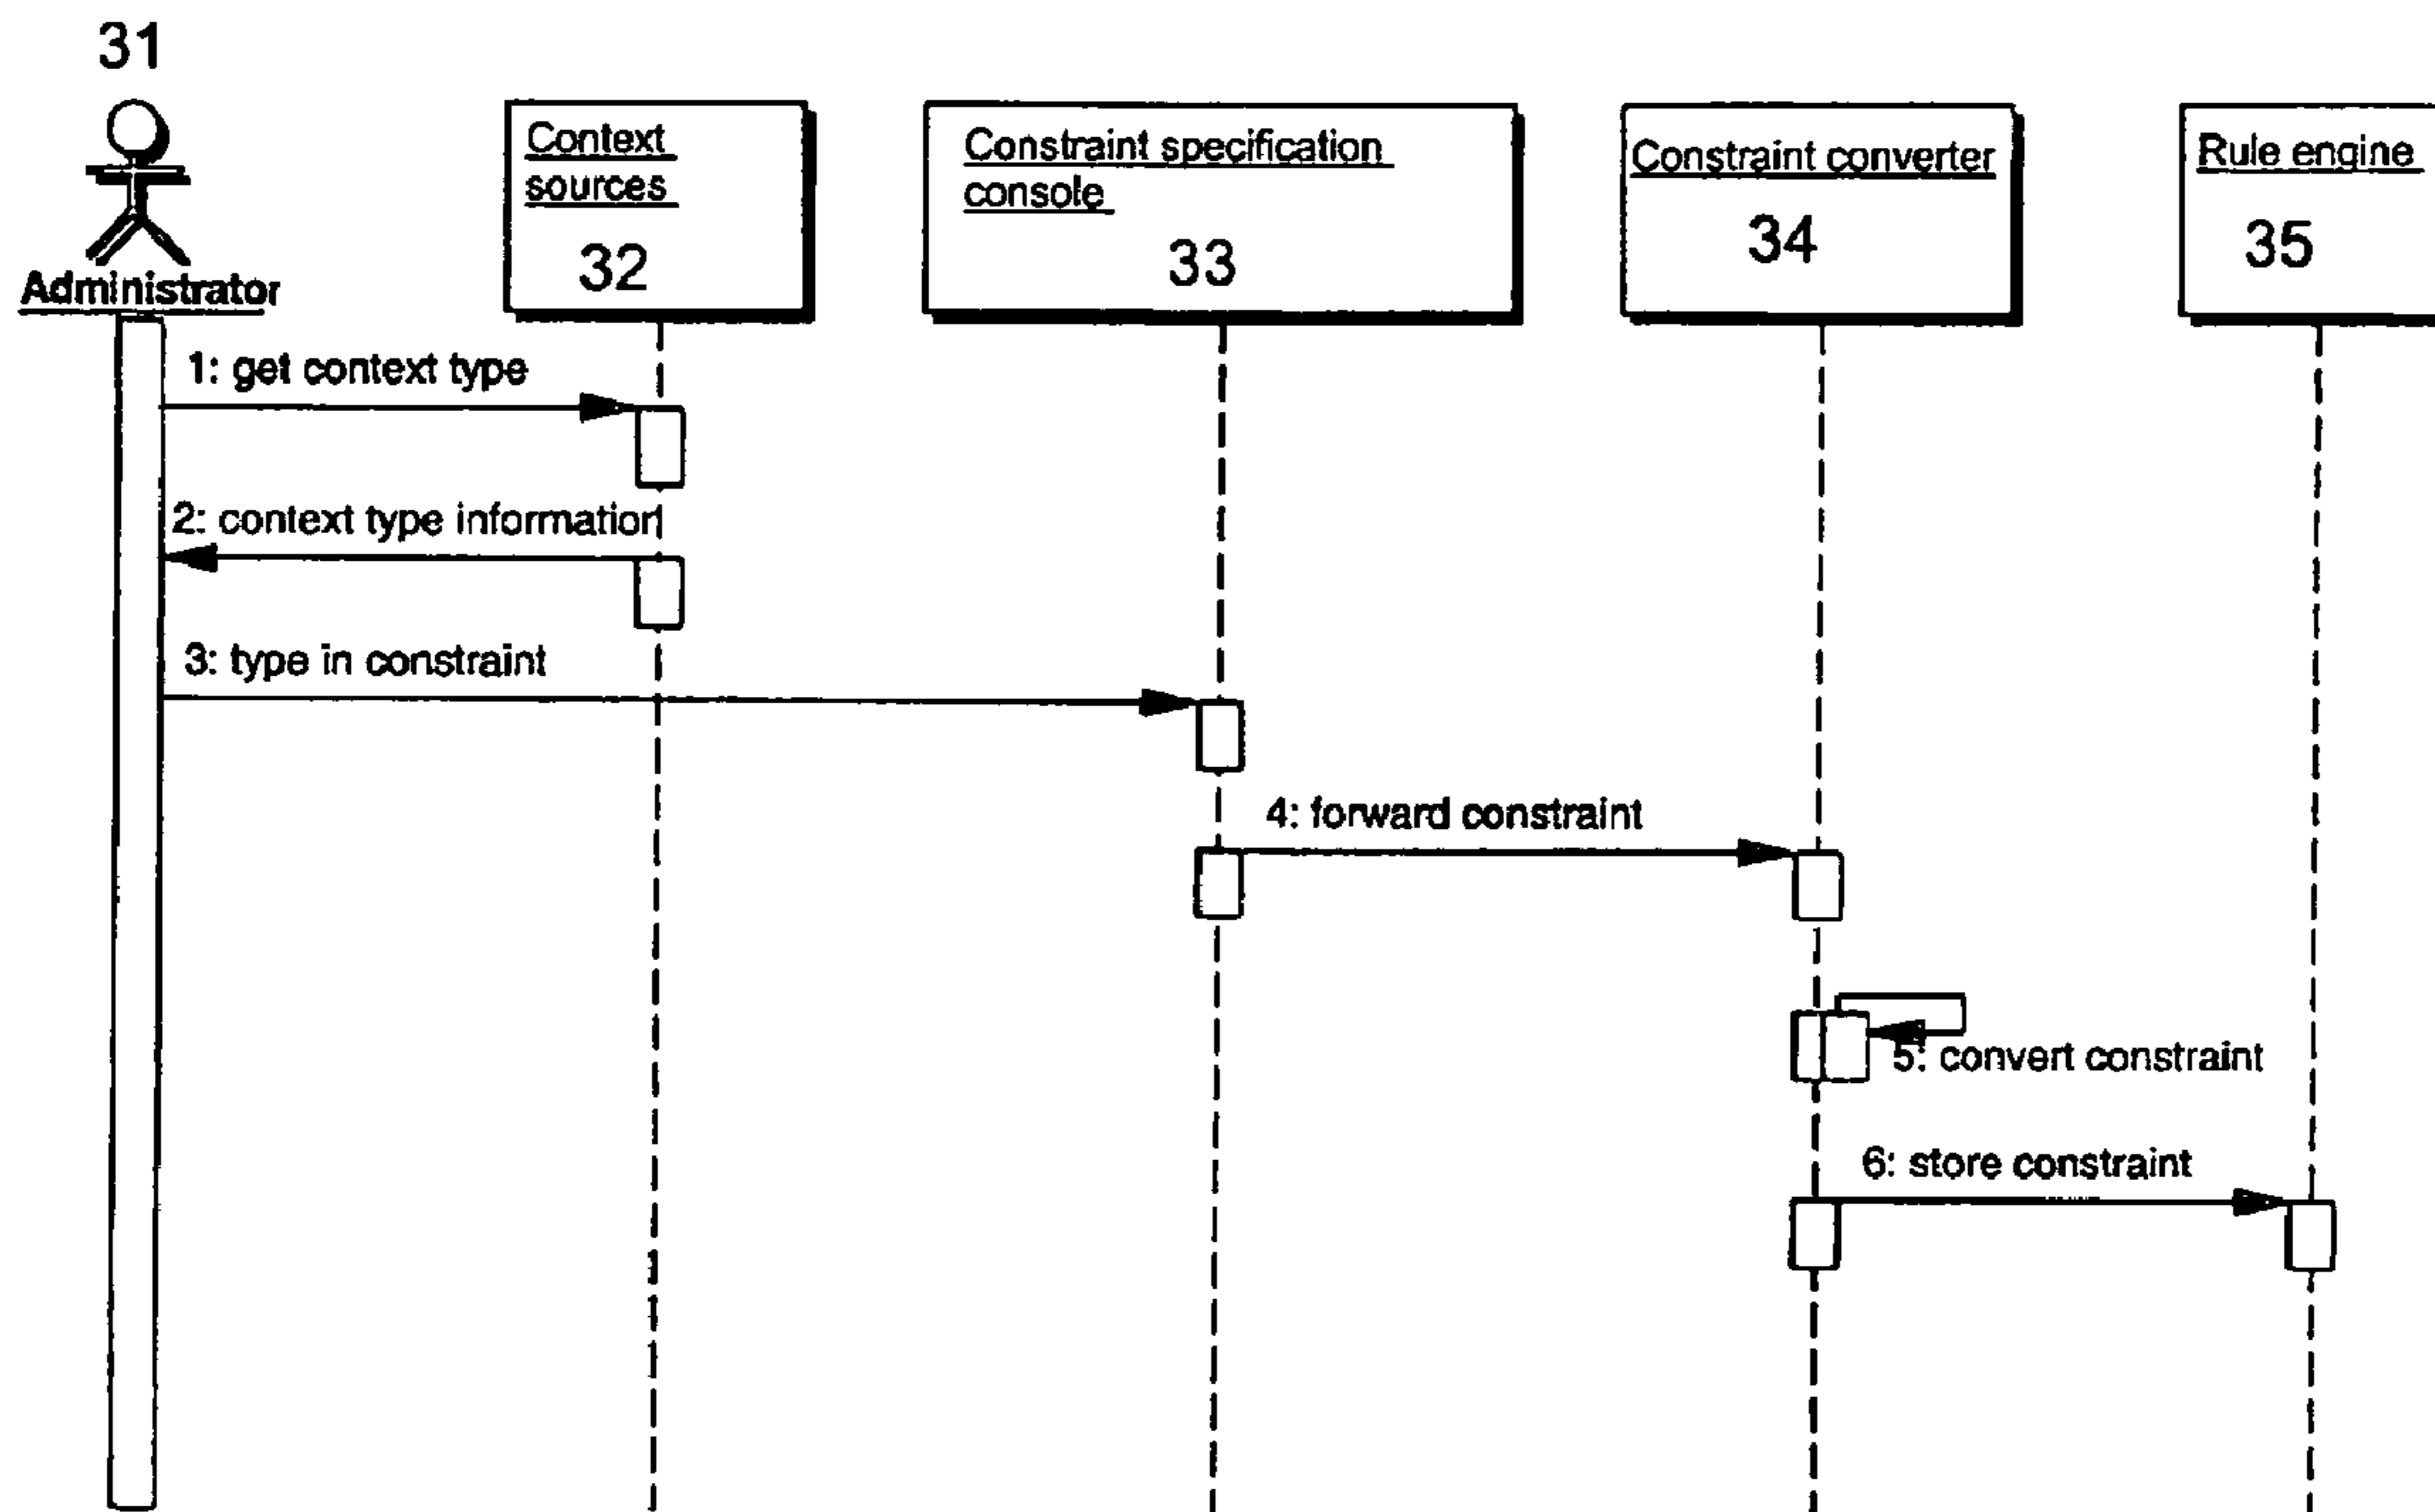 31
Administrator
Context
sources
32
Constraint specification
console
33
Constraint converter
34
Rule engine
35
1: get context type
2: context type information
3: type in constraint
4: forward constraint
5: convert constraint
6: store constraint